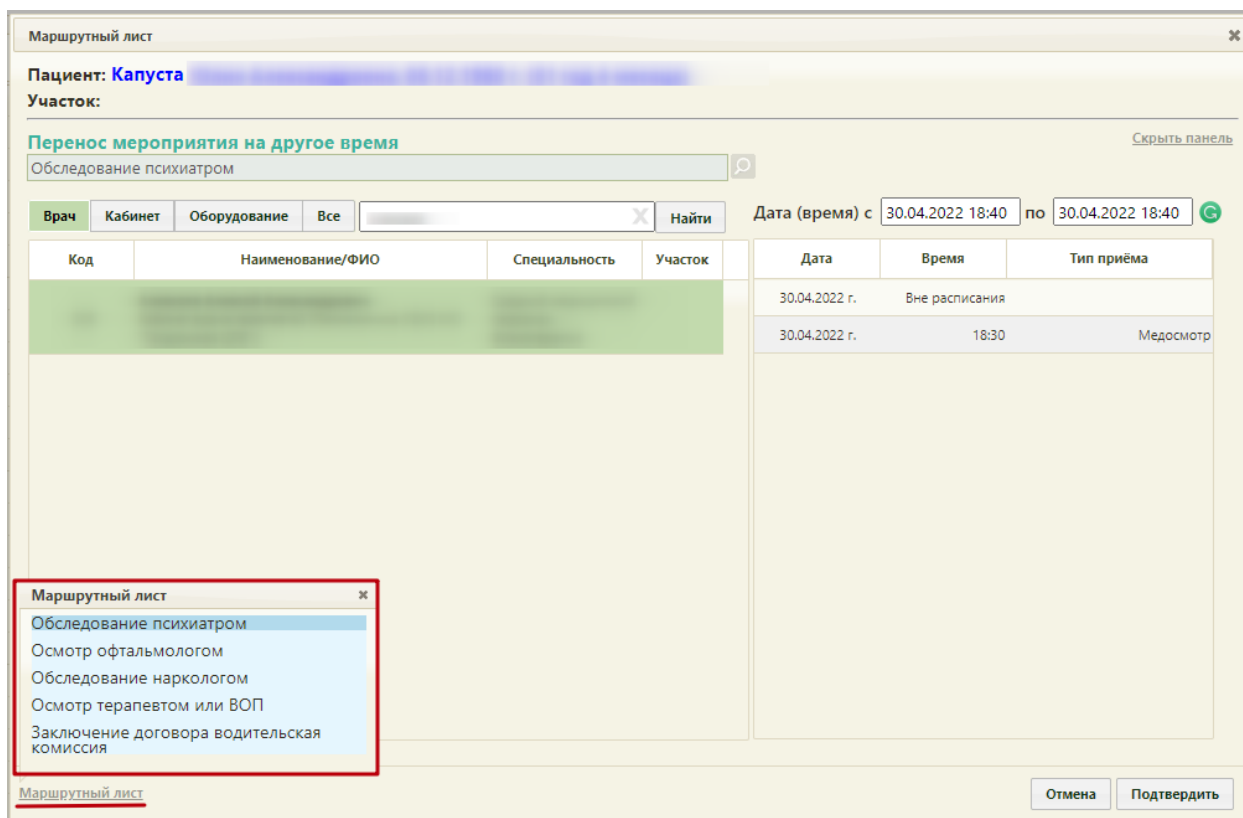 Маршрутный лист
Пациент: Капуста
Участок:
Перенос мероприятия на другое время
Скрыть панель
Обследование психиатром
Врач Кабинет Оборудование Все X Найти Дата (время) с 30.04.2022 18:40 по 30.04.2022 18:40 G
Код Наименование/ФИО Специальность Участок Дата Время Тип приёма
30.04.2022 г. Вне расписания
30.04.2022 г. 18:30 Медосмотр
Маршрутный лист
Обследование психиатром
Осмотр офтальмологом
Обследование наркологом
Осмотр терапевтом или ВОП
Заключение договора водительская
комиссия
Маршрутный лист Отмена Подтвердить